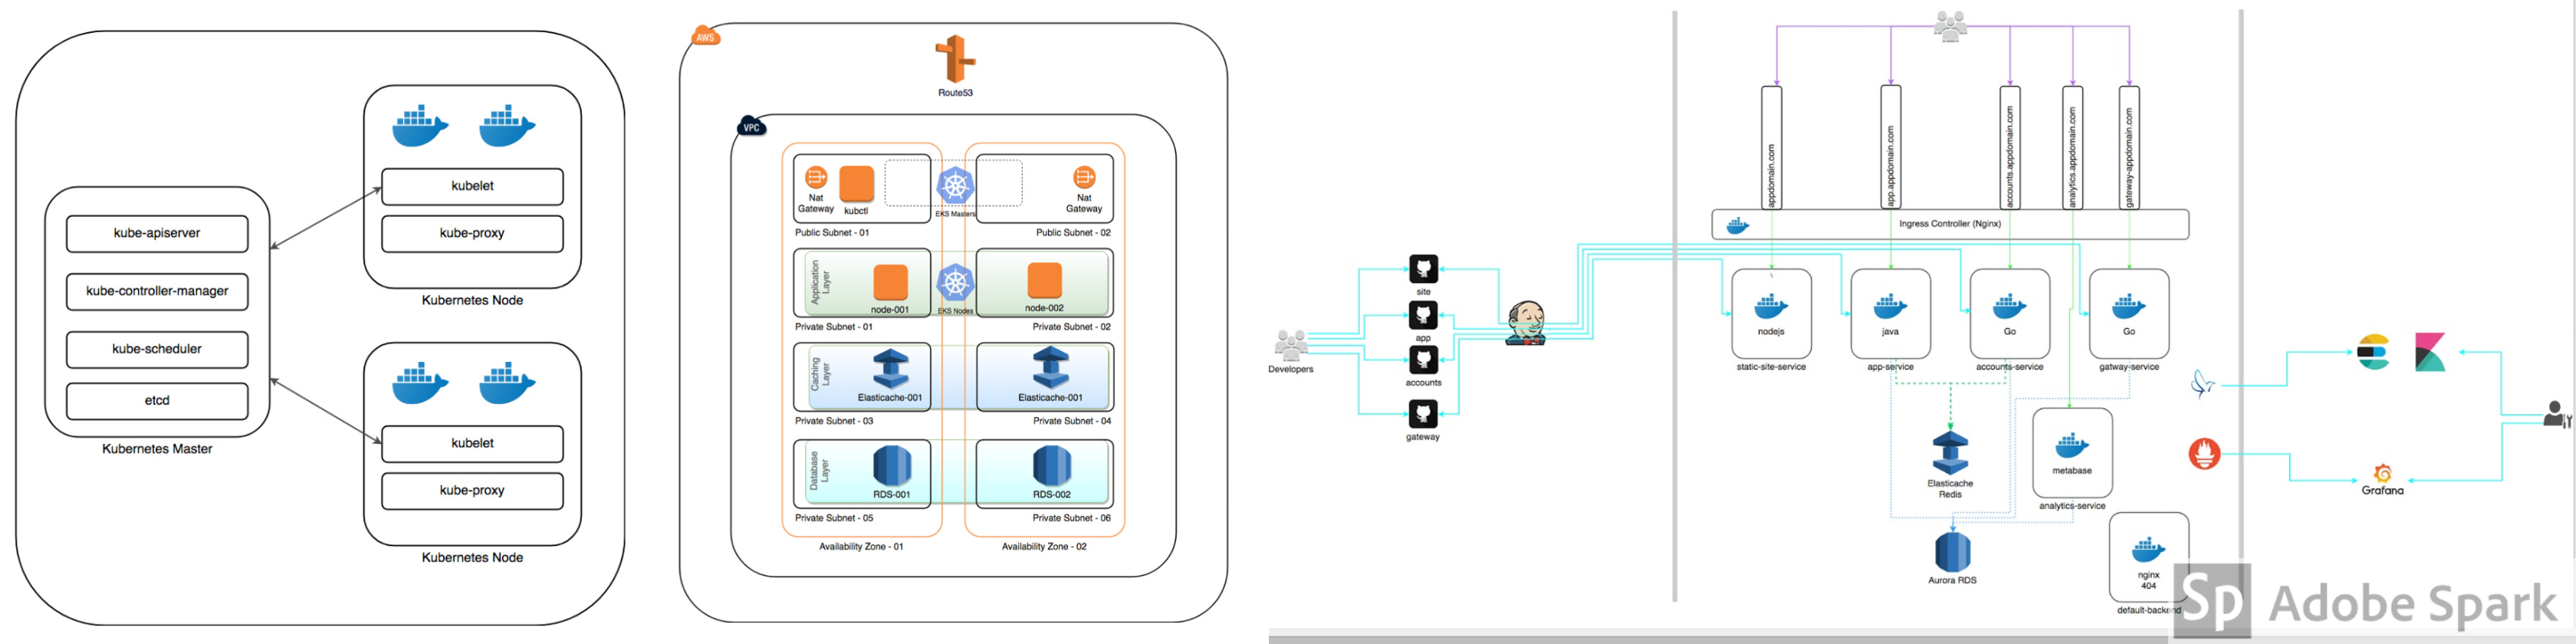 kube-apiserver
kube-controller-manager
kube-scheduler
etcd
Kubernetes Master
kubelet
kube-proxy
Kubernetes Node
kubelet
kube-proxy
Kubernetes Node
AWS
Route53
VPC
Nat
Gateway
kubctl
EKS Masters
Nat
Gateway
Public Subnet - 01
Public Subnet - 02
Application
Layer
node-001
EKS Nodes
node-002
Private Subnet - 01
Private Subnet - 02
Caching
Layer
Elasticache-001
Elasticache-001
Private Subnet - 03
Private Subnet - 04
Database
Layer
RDS-001
RDS-002
Private Subnet - 05
Private Subnet - 06
Availability Zone - 01
Availability Zone - 02
Developers
site
app
accounts
gateway
appdomain.com
app.appdomain.com
accounts.appdomain.com
analytics.appdomain.com
gateway-appdomain.com
Ingress Controller (Nginx)
nodejs
static-site-service
java
app-service
Go
accounts-service
Go
gatway-service
Elasticache
Redis
metabase
analytics-service
Aurora RDS
nginx
404
default-backend
Grafana
Sp Adobe Spark